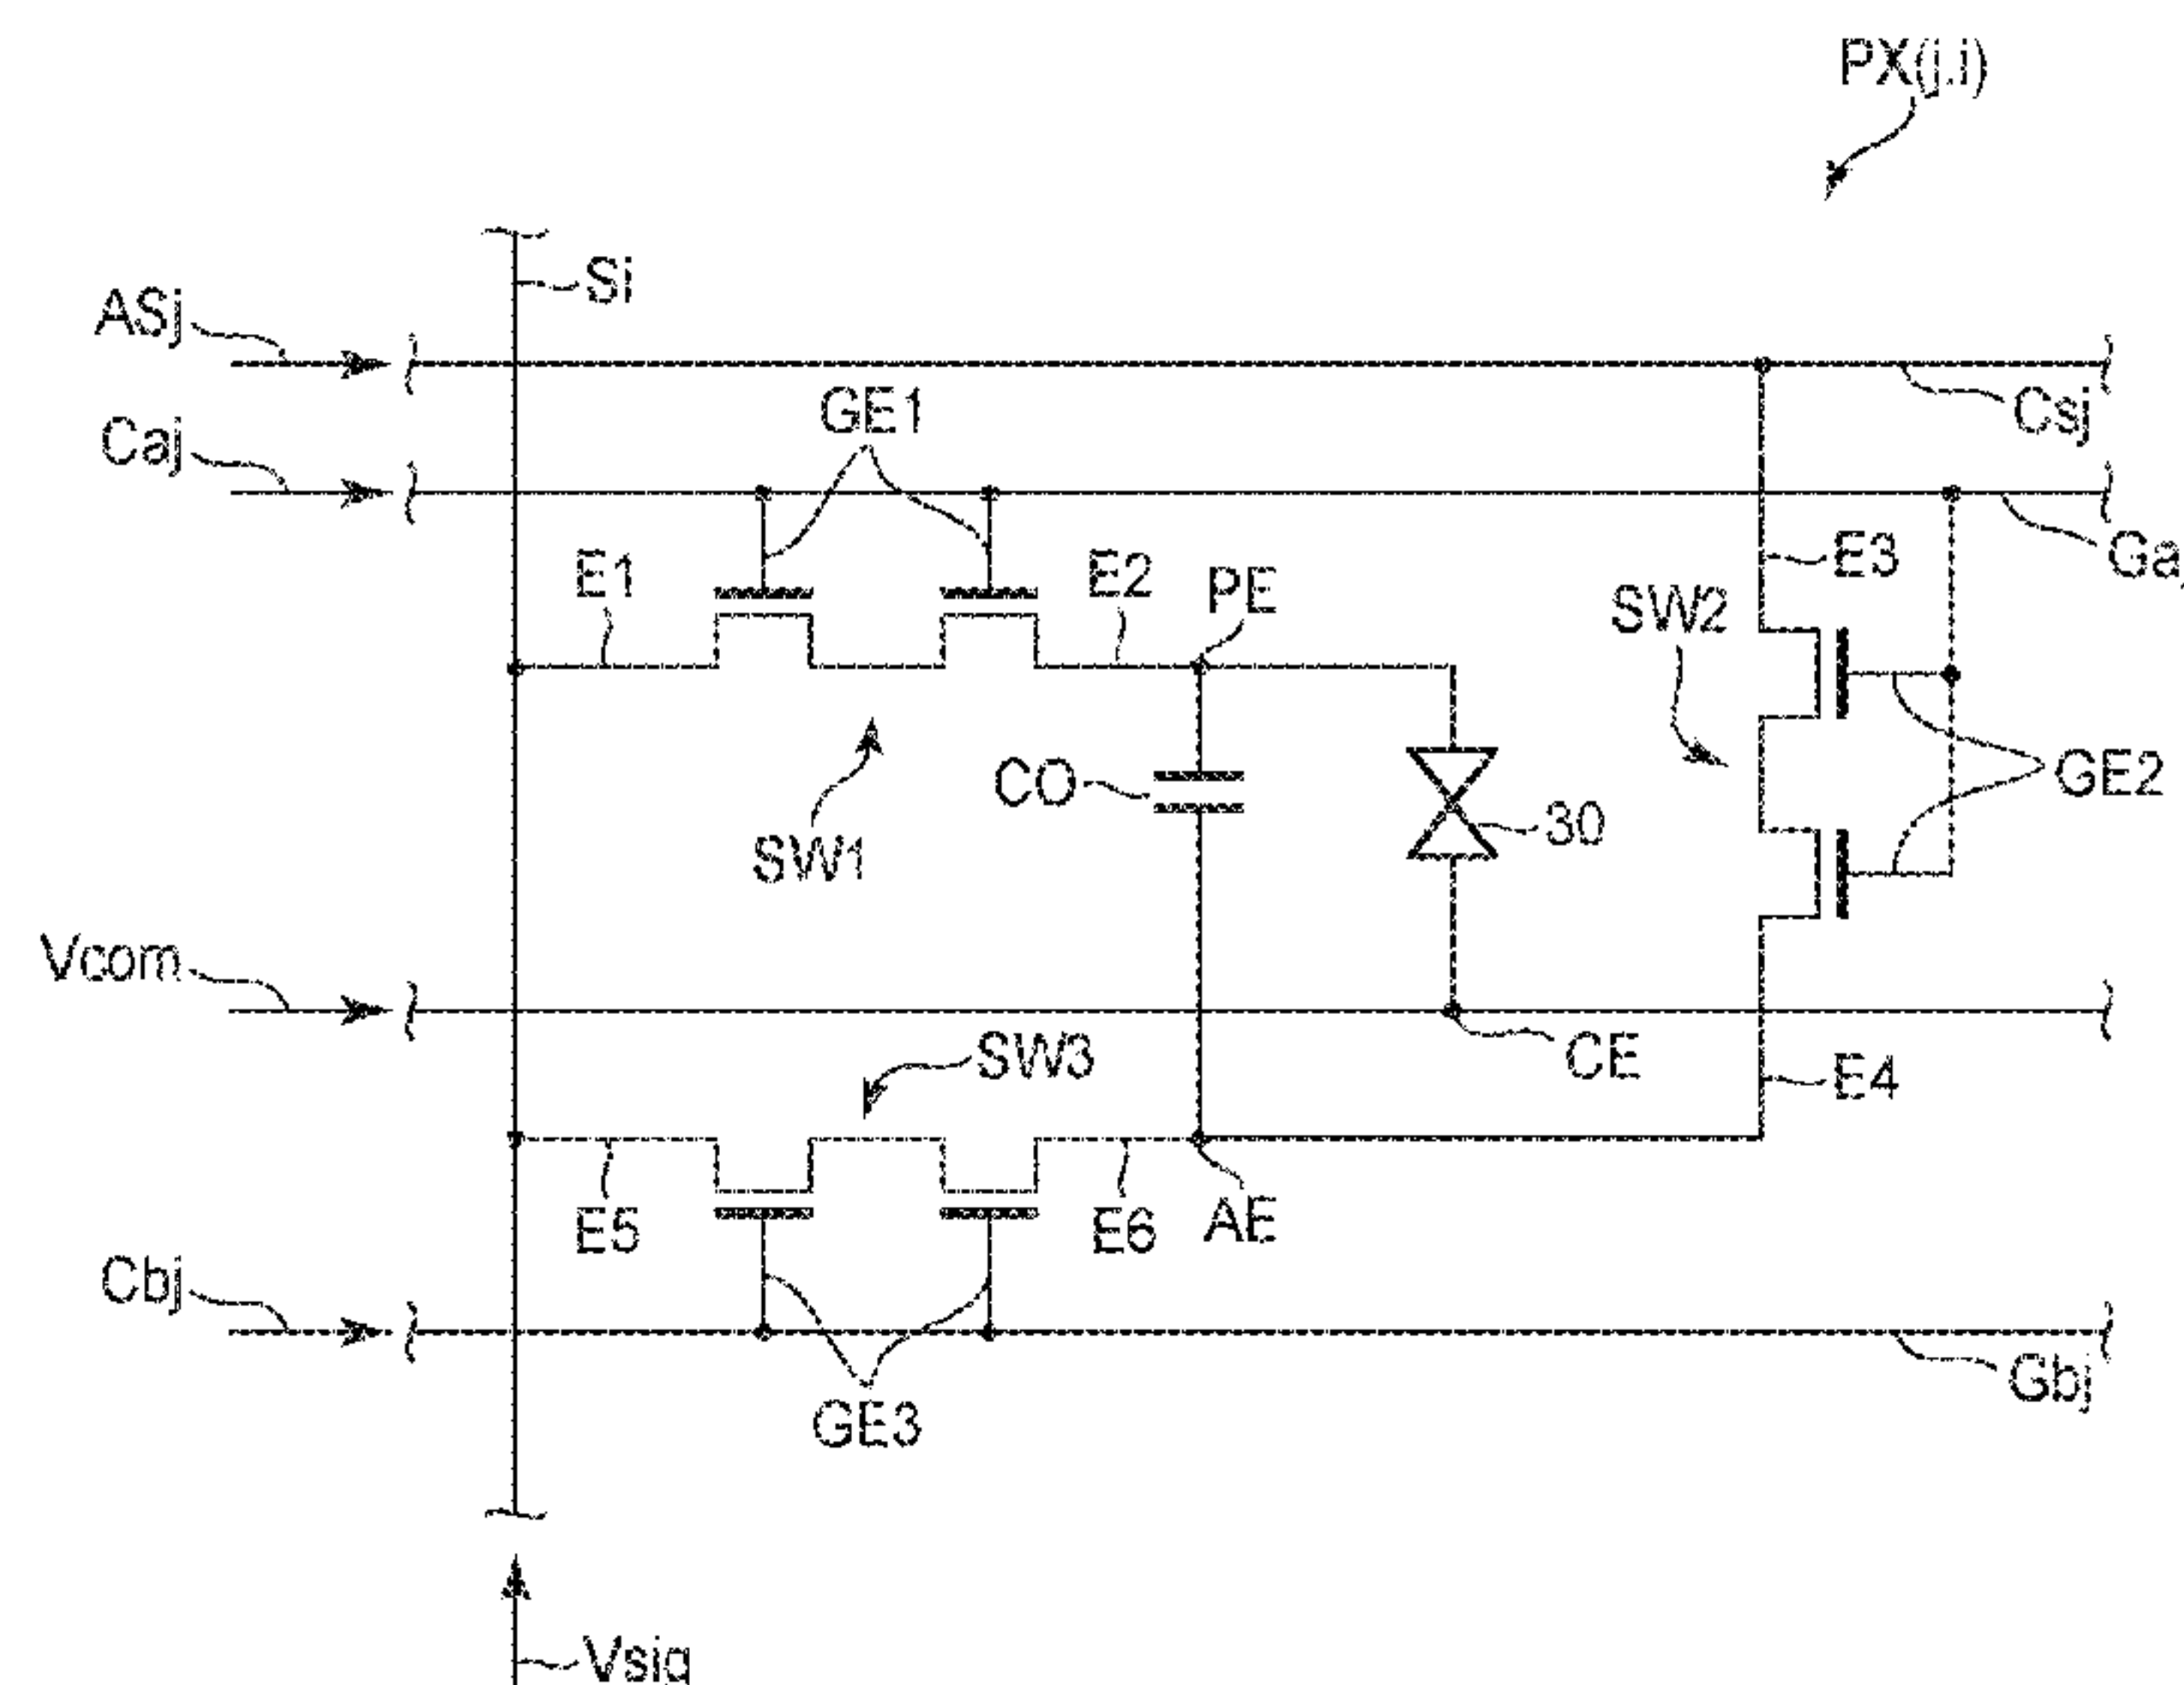 PX(j.i)
Si
ASj
Csj
GE1
Caj
Ga
E1
E2
PE
E3
SW2
CO
30
GE2
SW1
Vcom
SW3
CE
E4
E5
E6
AE
Cbj
Gbj
GE3
Vsig